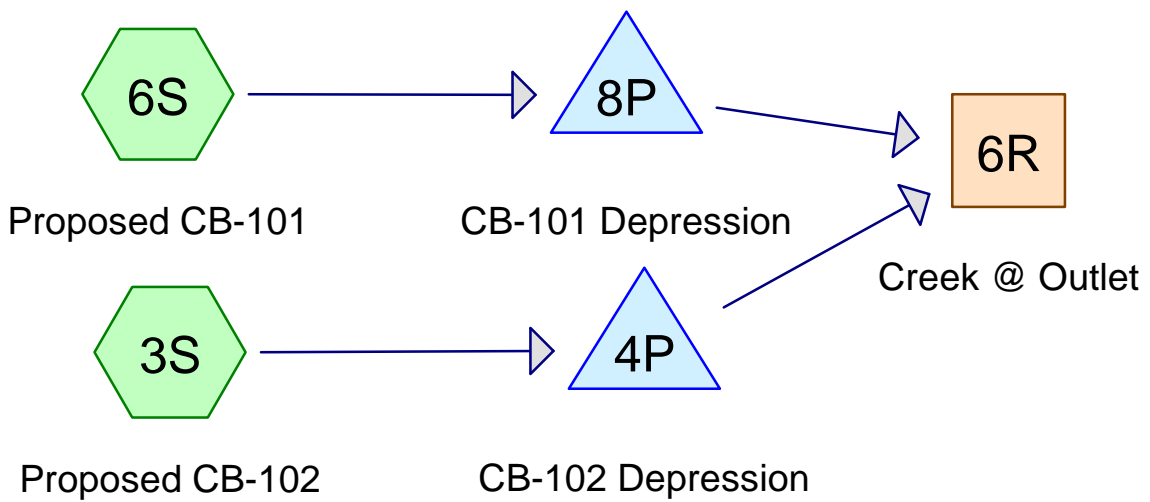 6S
8P
6R
Proposed CB-101
CB-101 Depression
Creek @ Outlet
3S
4P
Proposed CB-102
CB-102 Depression